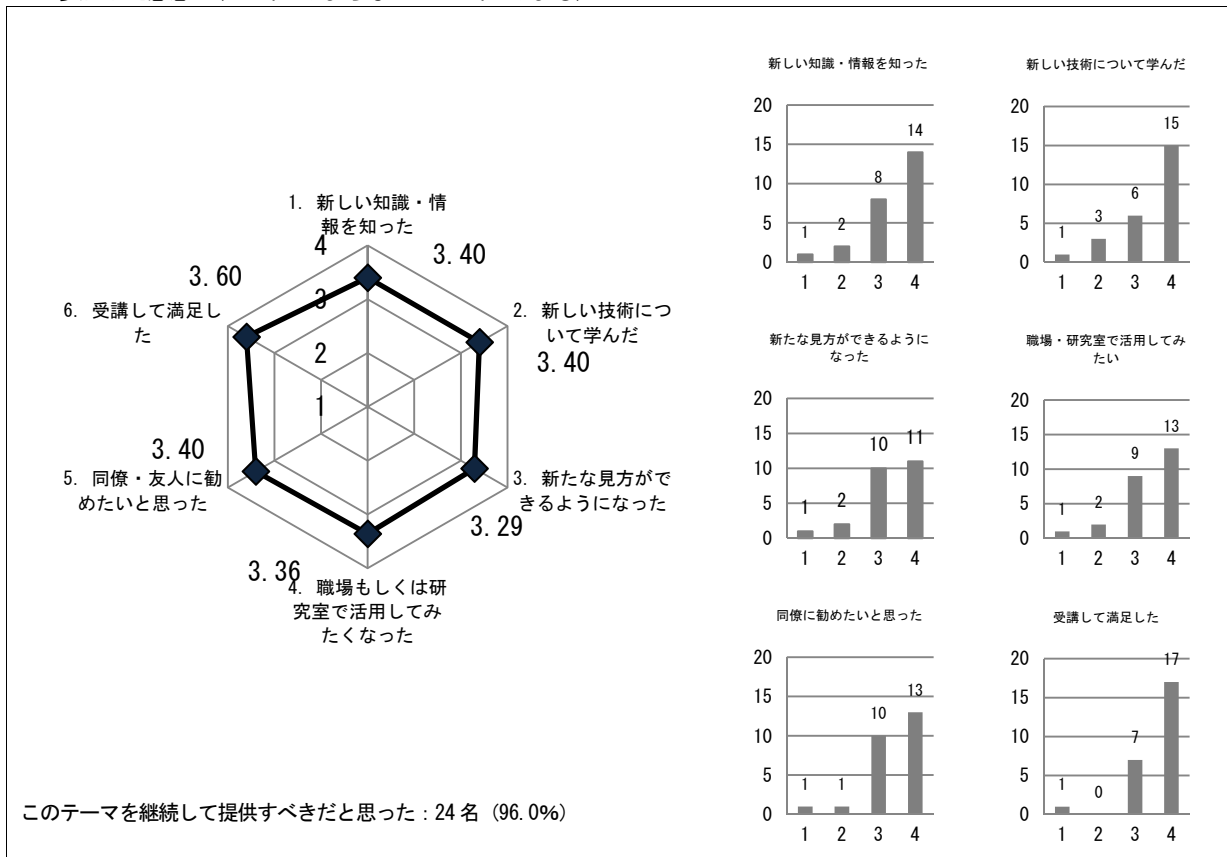 1. 新しい知識・情
報を知った
4
3
2
1
3.40
2. 新しい技術につ
いて学んだ
3.40
3. 新たな見方がで
きるようになった
3.29
3.36
4. 職場もしくは研
究室で活用してみ
たくなった
3.40
5. 同僚・友人に勧
めたいと思った
3.60
6. 受講して満足し
た
このテーマを継続して提供すべきだと思った：24名（96.0%）
新しい知識・情報を知った
20
15
10
5
0
1
2
8
14
1 2 3 4
新しい技術について学んだ
20
15
10
5
0
1
3
6
15
1 2 3 4
新たな見方ができるように
なった
20
15
10
5
0
1
2
10
11
1 2 3 4
職場・研究室で活用してみ
たい
20
15
10
5
0
1
2
9
13
1 2 3 4
同僚に勧めたいと思った
20
15
10
5
0
1
1
10
13
1 2 3 4
受講して満足した
20
15
10
5
0
1
0
7
17
1 2 3 4